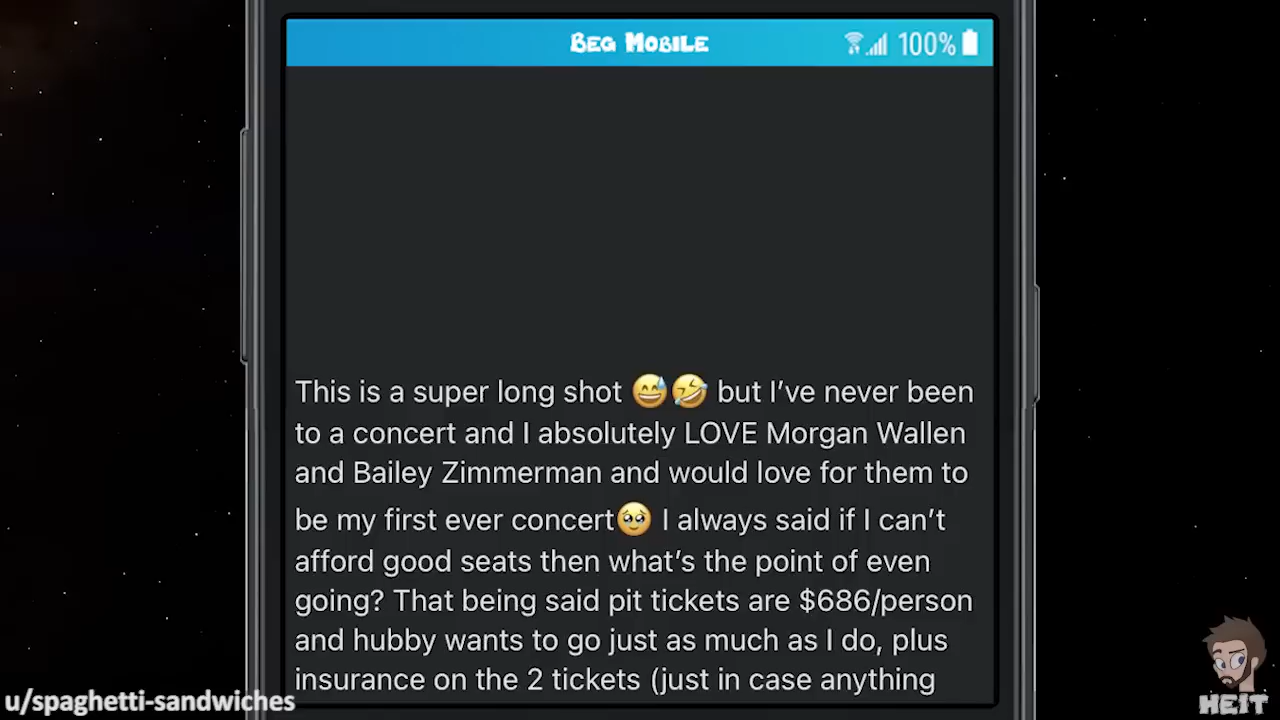 Beg Mobile
100%
This is a super long shot 😅🤣 but I’ve never been
to a concert and I absolutely LOVE Morgan Wallen
and Bailey Zimmerman and would love for them to
be my first ever concert🥹 I always said if I can’t
afford good seats then what’s the point of even
going? That being said pit tickets are $686/person
and hubby wants to go just as much as I do, plus
insurance on the 2 tickets (just in case anything
u/spaghetti-sandwiches
HEIT